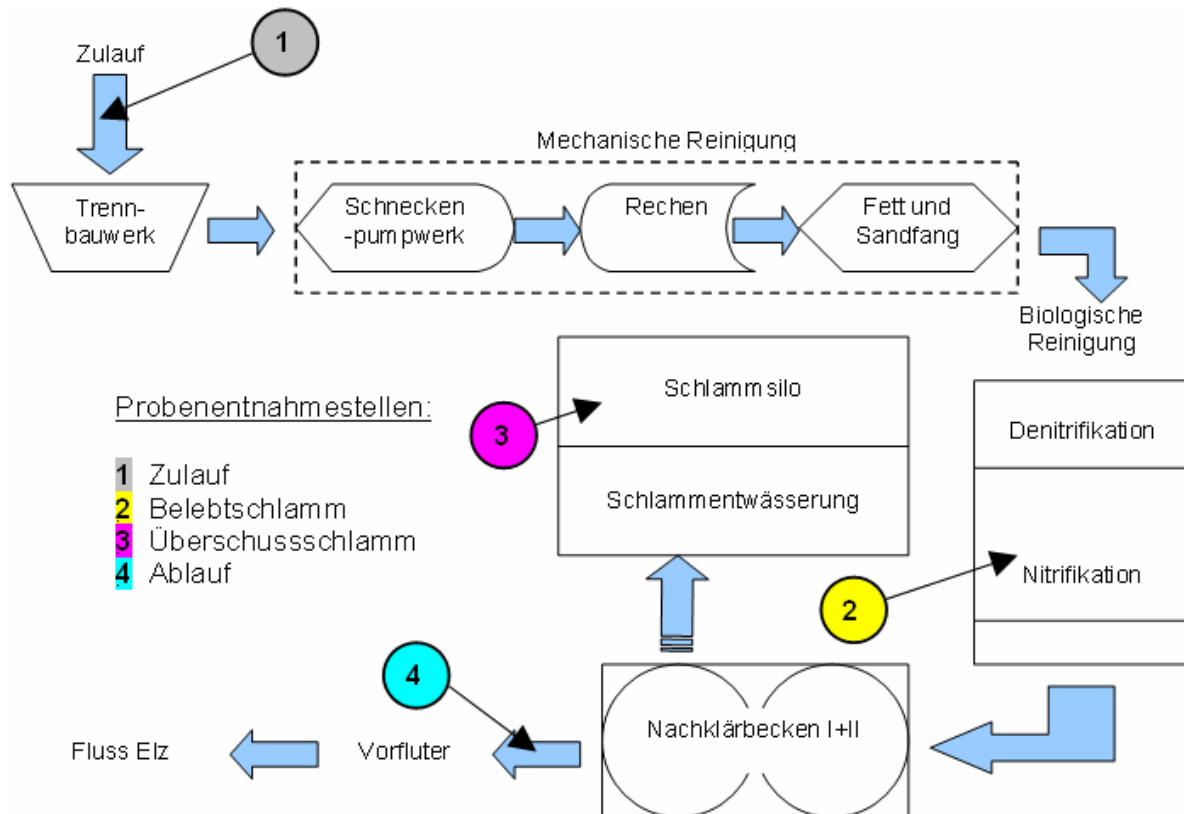 1
Zulauf
Mechanische Reinigung
Trenn-
bauwerk
Schnecken
-pumpwerk
Rechen
Fett und
Sandfang
Biologische
Reinigung
Schlammsilo
3
Schlammentwässerung
Denitrifikation
Nitrifikation
2
Probenentnahmestellen:
1 Zulauf
2 Belebtschlamm
3 Überschussschlamm
4 Ablauf
4
Nachklärbecken I+II
Vorfluter
Fluss Elz